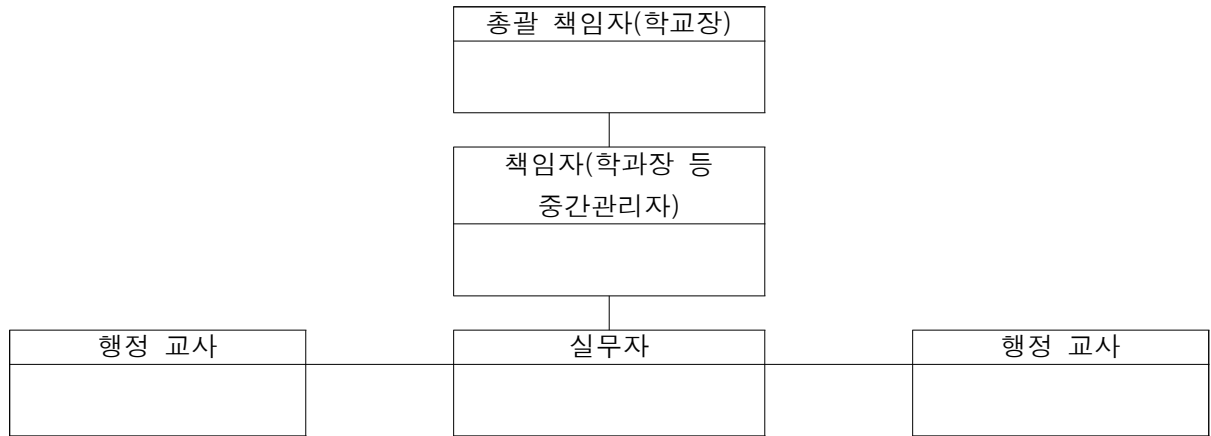 총괄 책임자(학교장)
책임자(학과장 등
중간관리자)
행정 교사
실무자
행정 교사